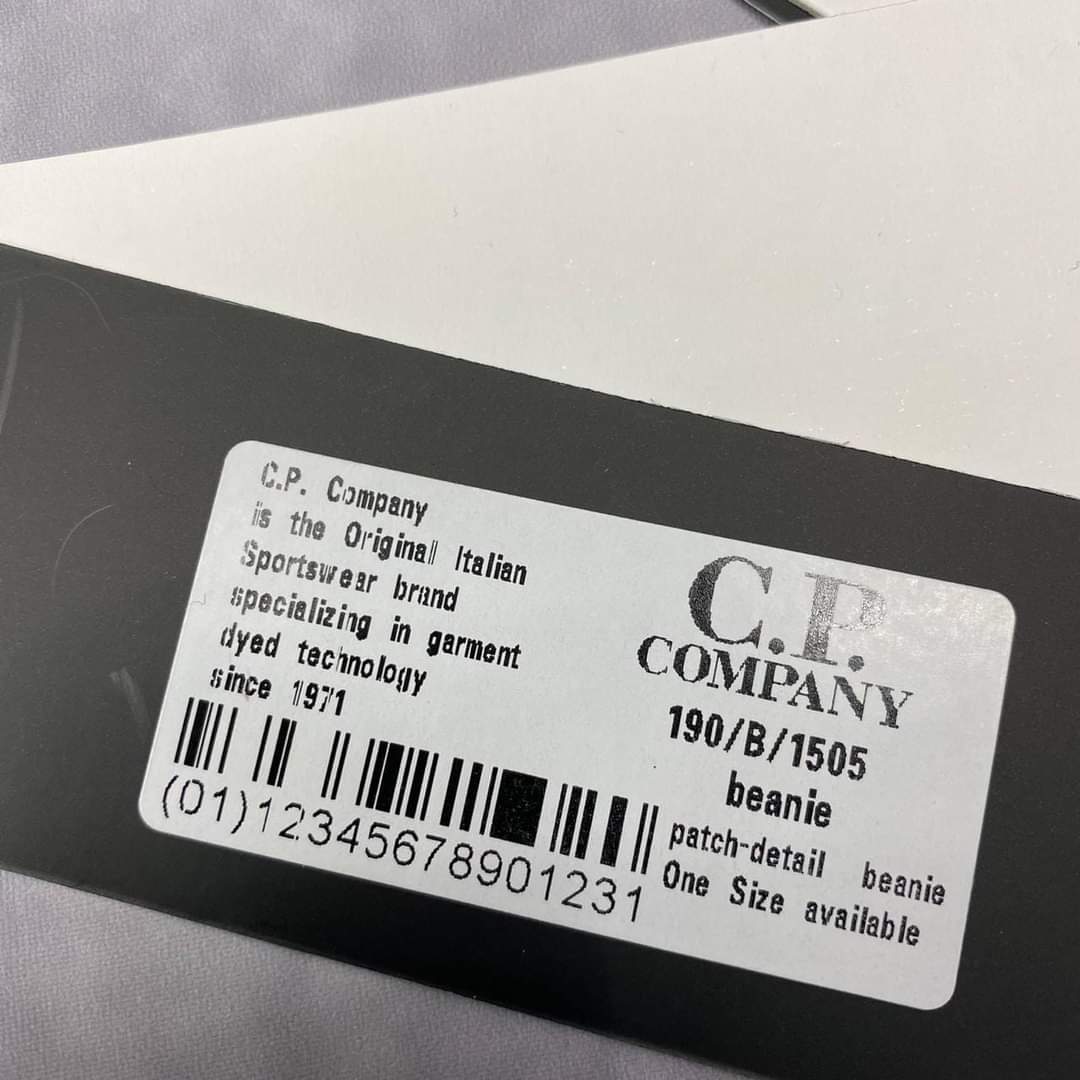 C.P. Company
is the Original Italian
Sportswear brand
specializing in garment
dyed technology
since 1971
(01)12345678901231
C.P.
COMPANY
190/B/1505
beanie
patch-detail beanie
One Size available